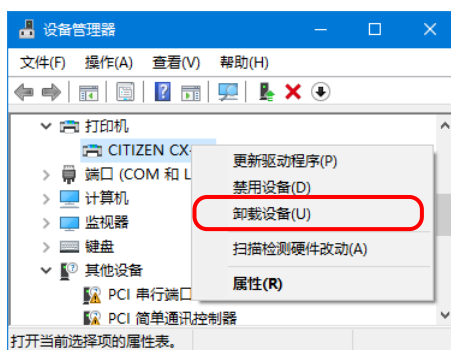 设备管理器
文件(F) 操作(A) 查看(V) 帮助(H)
打印机
CITIZEN CX-
更新驱动程序(P)
端口 (COM 和 L
禁用设备(D)
计算机
卸载设备(U)
监视器
键盘
扫描检测硬件改动(A)
其他设备
属性(R)
PCI 串行端口
PCI 简单通讯控制器
打开当前选择项的属性表。